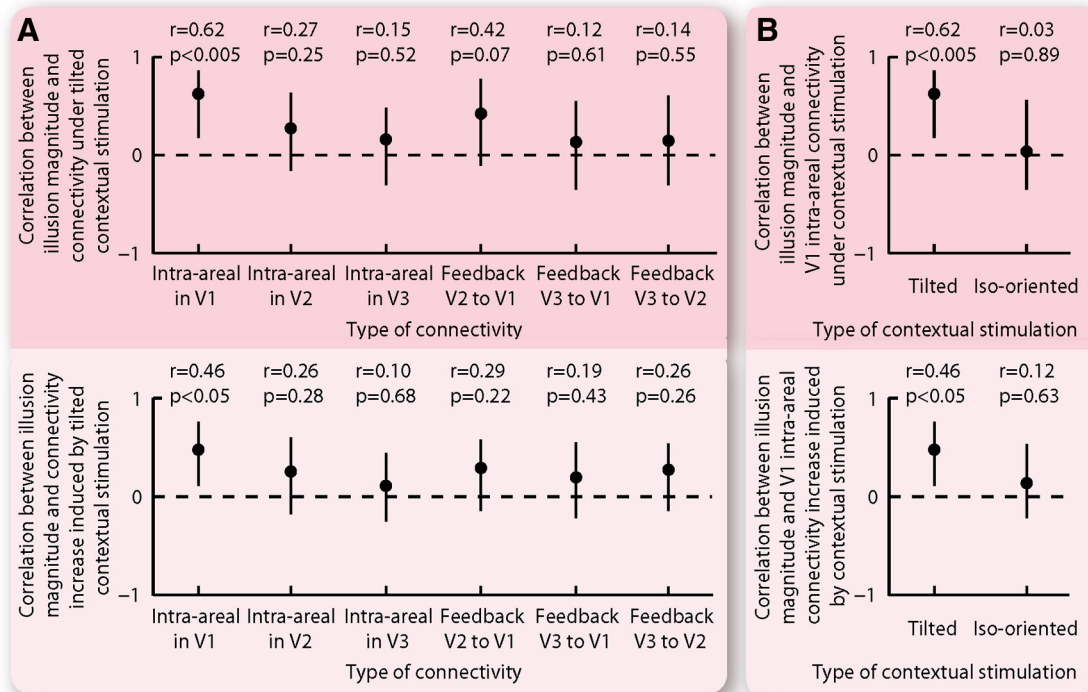 A
r=0.62 r=0.27 r=0.15 r=0.42 r=0.12 r=0.14
p<0.005 p=0.25 p=0.52 p=0.07 p=0.61 p=0.55
Correlation between
illusion magnitude and
connectivity under tilted
contextual stimulation
1
0
−1
Intra-areal Intra-areal Intra-areal Feedback Feedback Feedback
in V1 in V2 in V3 V2 to V1 V3 to V1 V3 to V2
Type of connectivity
r=0.46 r=0.26 r=0.10 r=0.29 r=0.19 r=0.26
p<0.05 p=0.28 p=0.68 p=0.22 p=0.43 p=0.26
Correlation between illusion
magnitude and connectivity
increase induced by tilted
contextual stimulation
1
0
−1
Intra-areal Intra-areal Intra-areal Feedback Feedback Feedback
in V1 in V2 in V3 V2 to V1 V3 to V1 V3 to V2
Type of connectivity
B
r=0.62 r=0.03
p<0.005 p=0.89
Correlation between
illusion magnitude and
V1 intra-areal connectivity
under contextual stimulation
1
0
−1
Tilted Iso-oriented
Type of contextual stimulation
r=0.46 r=0.12
p<0.05 p=0.63
Correlation between illusion
magnitude and V1 intra-areal
connectivity increase induced
by contextual stimulation
1
0
−1
Tilted Iso-oriented
Type of contextual stimulation